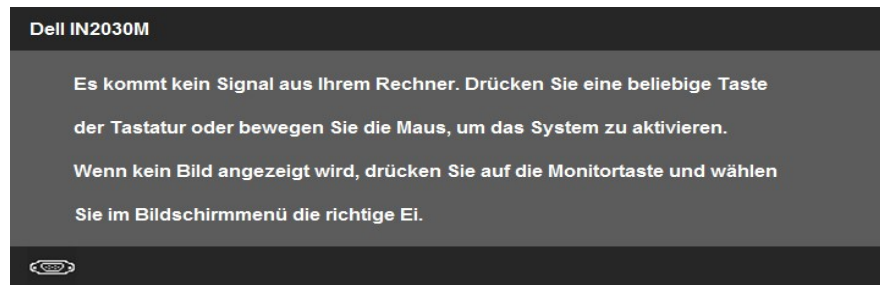 Dell IN2030M
Es kommt kein Signal aus Ihrem Rechner. Drücken Sie eine beliebige Taste
der Tastatur oder bewegen Sie die Maus, um das System zu aktivieren.
Wenn kein Bild angezeigt wird, drücken Sie auf die Monitortaste und wählen
Sie im Bildschirmmenü die richtige Ei.